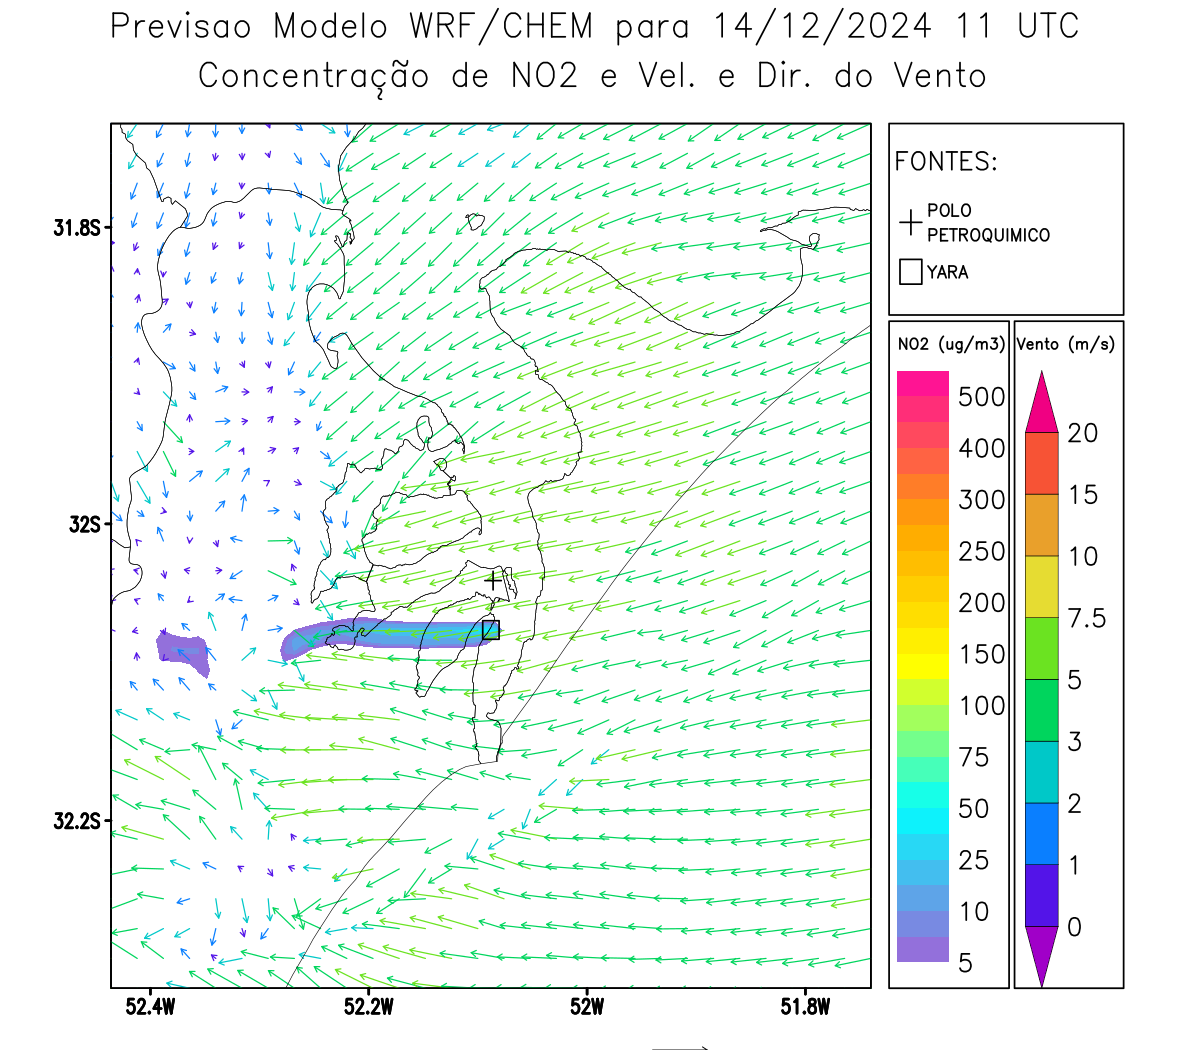 Previsao Modelo WRF/CHEM para 14/12/2024 11 UTC
Concentração de NO2 e Vel. e Dir. do Vento
FONTES:
POLO
PETROQUIMICO
YARA
NO2 (ug/m3)
500
400
300
250
200
150
100
75
50
25
10
5
Vento (m/s)
20
15
10
7.5
5
3
2
1
0
31.8S
32S
32.2S
52.4W
52.2W
52W
51.8W